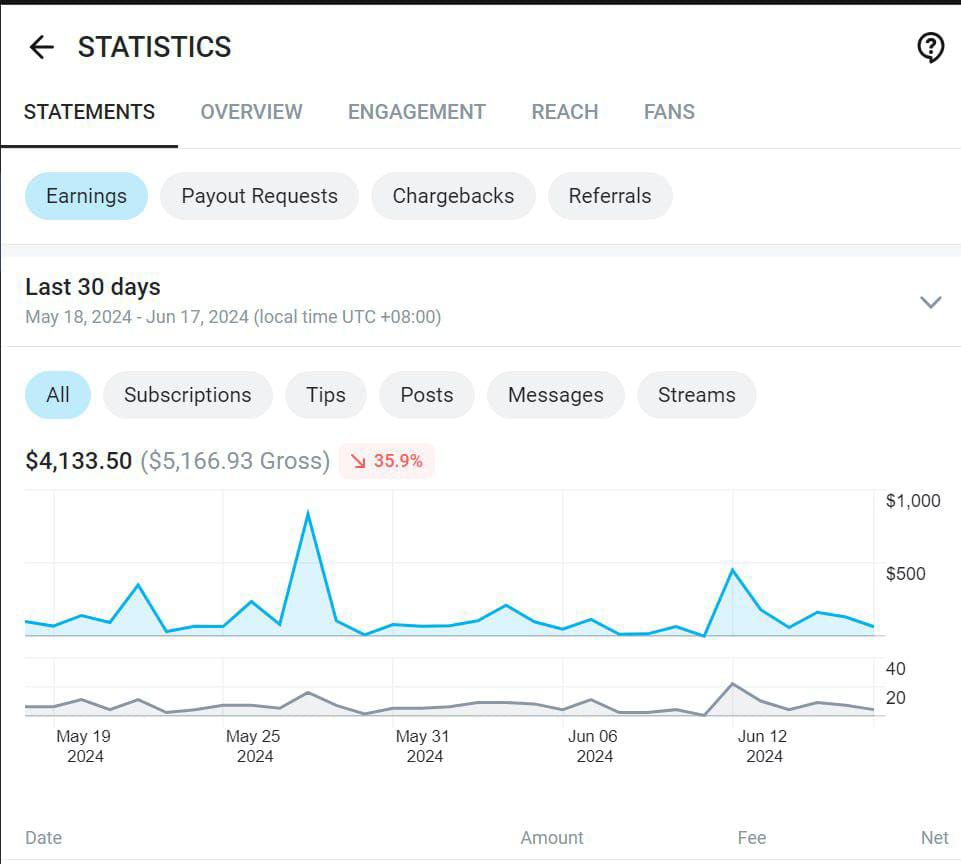 STATISTICS
STATEMENTS OVERVIEW ENGAGEMENT REACH FANS
Earnings Payout Requests Chargebacks Referrals
Last 30 days
May 18, 2024 - Jun 17, 2024 (local time UTC +08:00)
All Subscriptions Tips Posts Messages Streams
$4,133.50 ($5,166.93 Gross) 35.9%
$1,000
$500
40
20
May 19 May 25 May 31 Jun 06 Jun 12
2024 2024 2024 2024 2024
Date Amount Fee Net